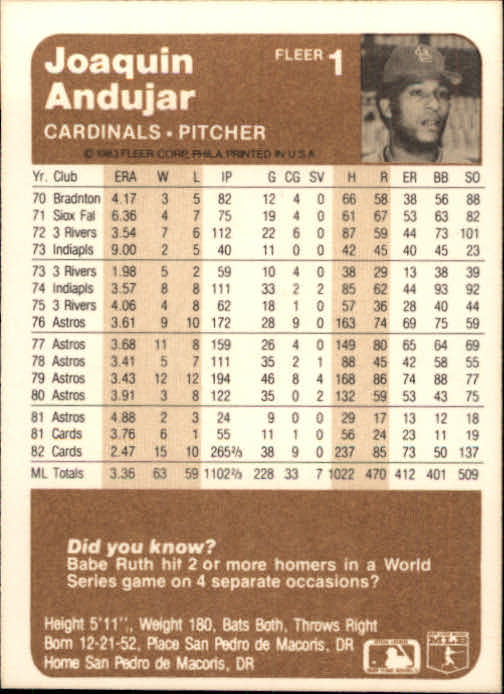 Joaquin
Andujar
FLEER 1
CARDINALS • PITCHER
© 1983 FLEER CORP. PHILA. PRINTED IN U.S.A.
Yr. Club ERA W L IP G CG SV H R ER BB SO
70 Bradnton 4.17 3 5 82 12 4 0 66 58 38 56 88
71 Siox Fal 6.36 4 7 75 19 4 0 61 67 53 63 82
72 3 Rivers 3.54 7 6 112 22 6 0 87 59 44 73 101
73 Indiapls 9.00 2 5 40 11 0 0 42 45 40 45 23
73 3 Rivers 1.98 5 2 59 10 4 0 38 29 13 38 39
74 Indiapls 3.57 8 8 111 33 2 2 85 62 44 93 92
75 3 Rivers 4.06 4 8 62 18 1 0 57 36 28 40 44
76 Astros 3.61 9 10 172 28 9 0 163 74 69 75 59
77 Astros 3.68 11 8 159 26 4 0 149 80 65 64 69
78 Astros 3.41 5 7 111 35 2 1 88 45 42 58 55
79 Astros 3.43 12 12 194 46 8 4 168 86 74 88 77
80 Astros 3.91 3 8 122 35 0 2 132 59 53 43 75
81 Astros 4.88 2 3 24 9 0 0 29 17 13 12 18
81 Cards 3.76 6 1 55 11 1 0 56 24 23 11 19
82 Cards 2.47 15 10 265⅔ 38 9 0 237 85 73 50 137
ML Totals 3.36 63 59 1102⅔ 228 33 7 1022 470 412 401 509
Did you know?
Babe Ruth hit 2 or more homers in a World
Series game on 4 separate occasions?
Height 5'11", Weight 180, Bats Both, Throws Right
Born 12-21-52, Place San Pedro de Macoris, DR
Home San Pedro de Macoris, DR